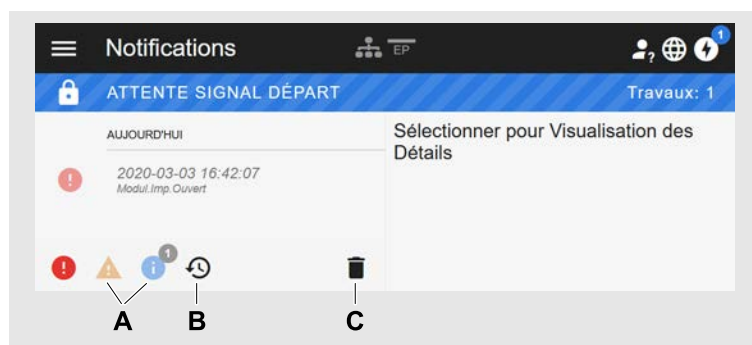 Notifications
EP
?
1
ATTENTE SIGNAL DÉPART
Travaux: 1
AUJOURD'HUI
2020-03-03 16:42:07
Modul.Imp.Ouvert
Sélectionner pour Visualisation des
Détails
1
A
B
C